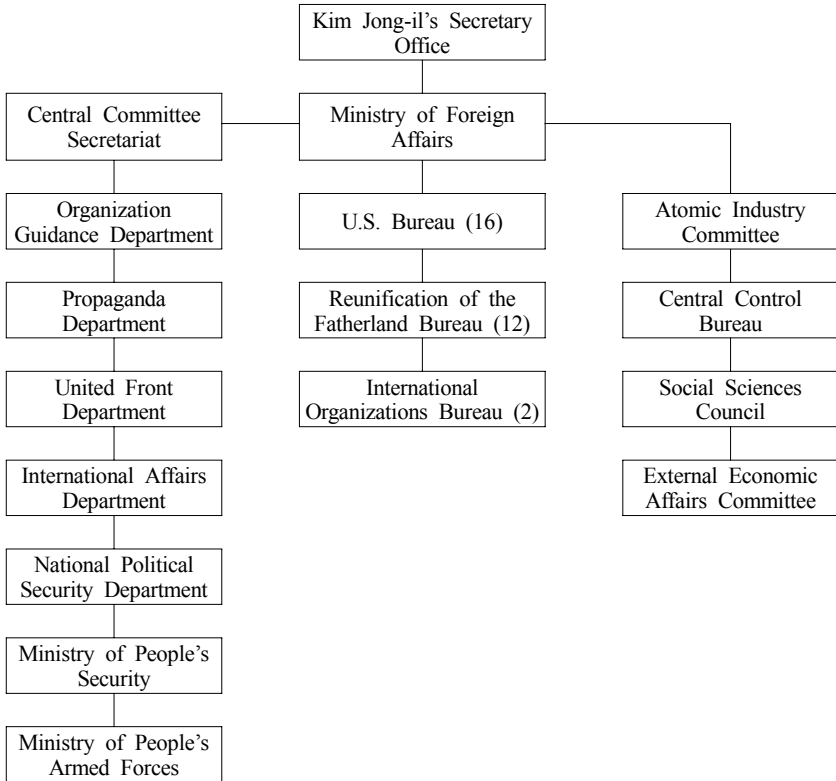 Kim Jong-il's Secretary
Office
Central Committee
Secretariat
Ministry of Foreign
Affairs
Organization
Guidance Department
U.S. Bureau (16)
Atomic Industry
Committee
Propaganda
Department
Reunification of the
Fatherland Bureau (12)
Central Control
Bureau
United Front
Department
International
Organizations Bureau (2)
Social Sciences
Council
International Affairs
Department
External Economic
Affairs Committee
National Political
Security Department
Ministry of People's
Security
Ministry of People's
Armed Forces